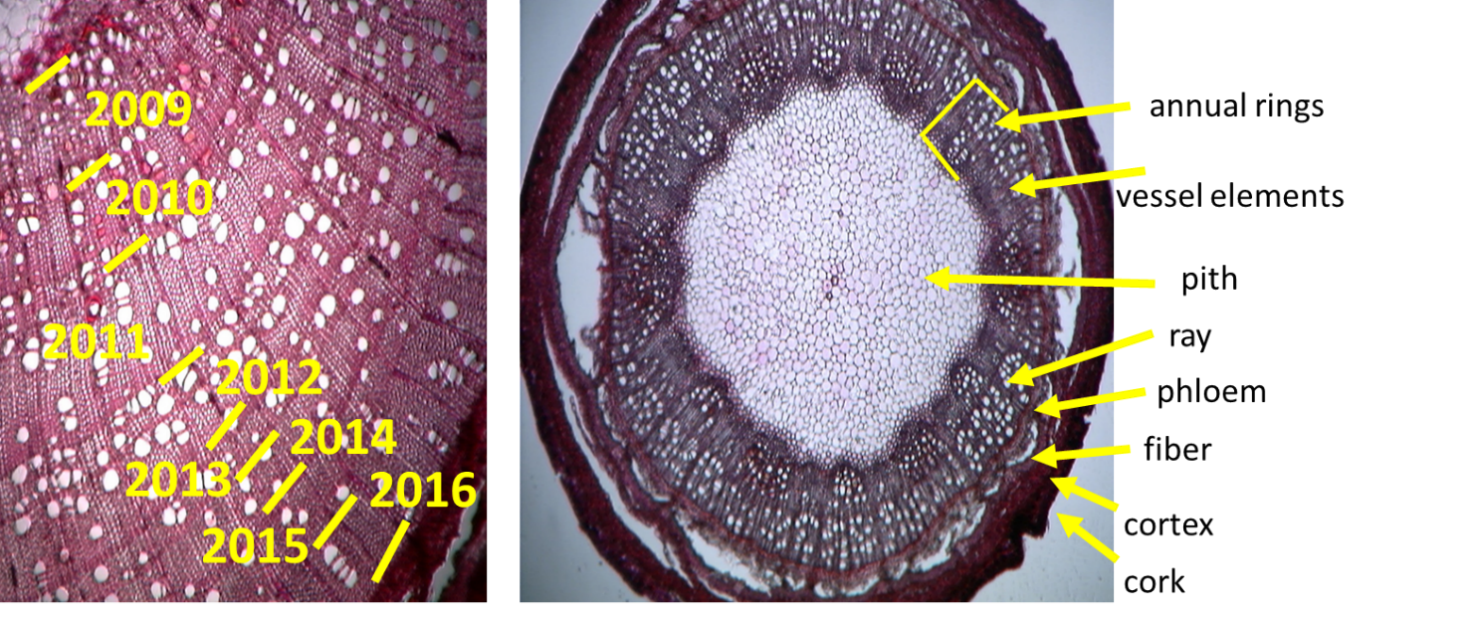 2009
2010
2011
2012
2013
2014
2015
2016
annual rings
vessel elements
pith
ray
phloem
fiber
cortex
cork